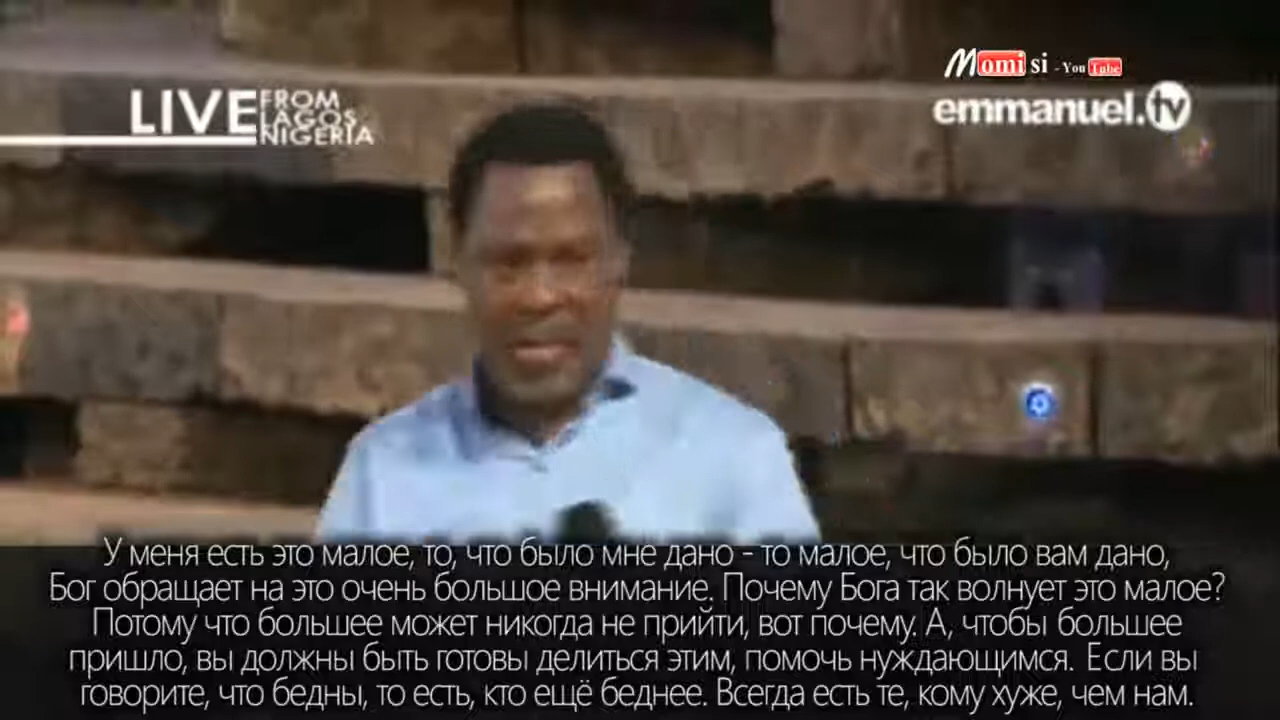 Momi si - You Tube
LIVE FROM
LAGOS
NIGERIA
emmanuel.tv
У меня есть это малое, то, что было мне дано - то малое, что было вам дано,
Бог обращает на это очень большое внимание. Почему Бога так волнует это малое?
Потому что большее может никогда не прийти, вот почему. А, чтобы большее
пришло, вы должны быть готовы делиться этим, помочь нуждающимся. Если вы
говорите, что бедны, то есть, кто ещё беднее. Всегда есть те, кому хуже, чем нам.